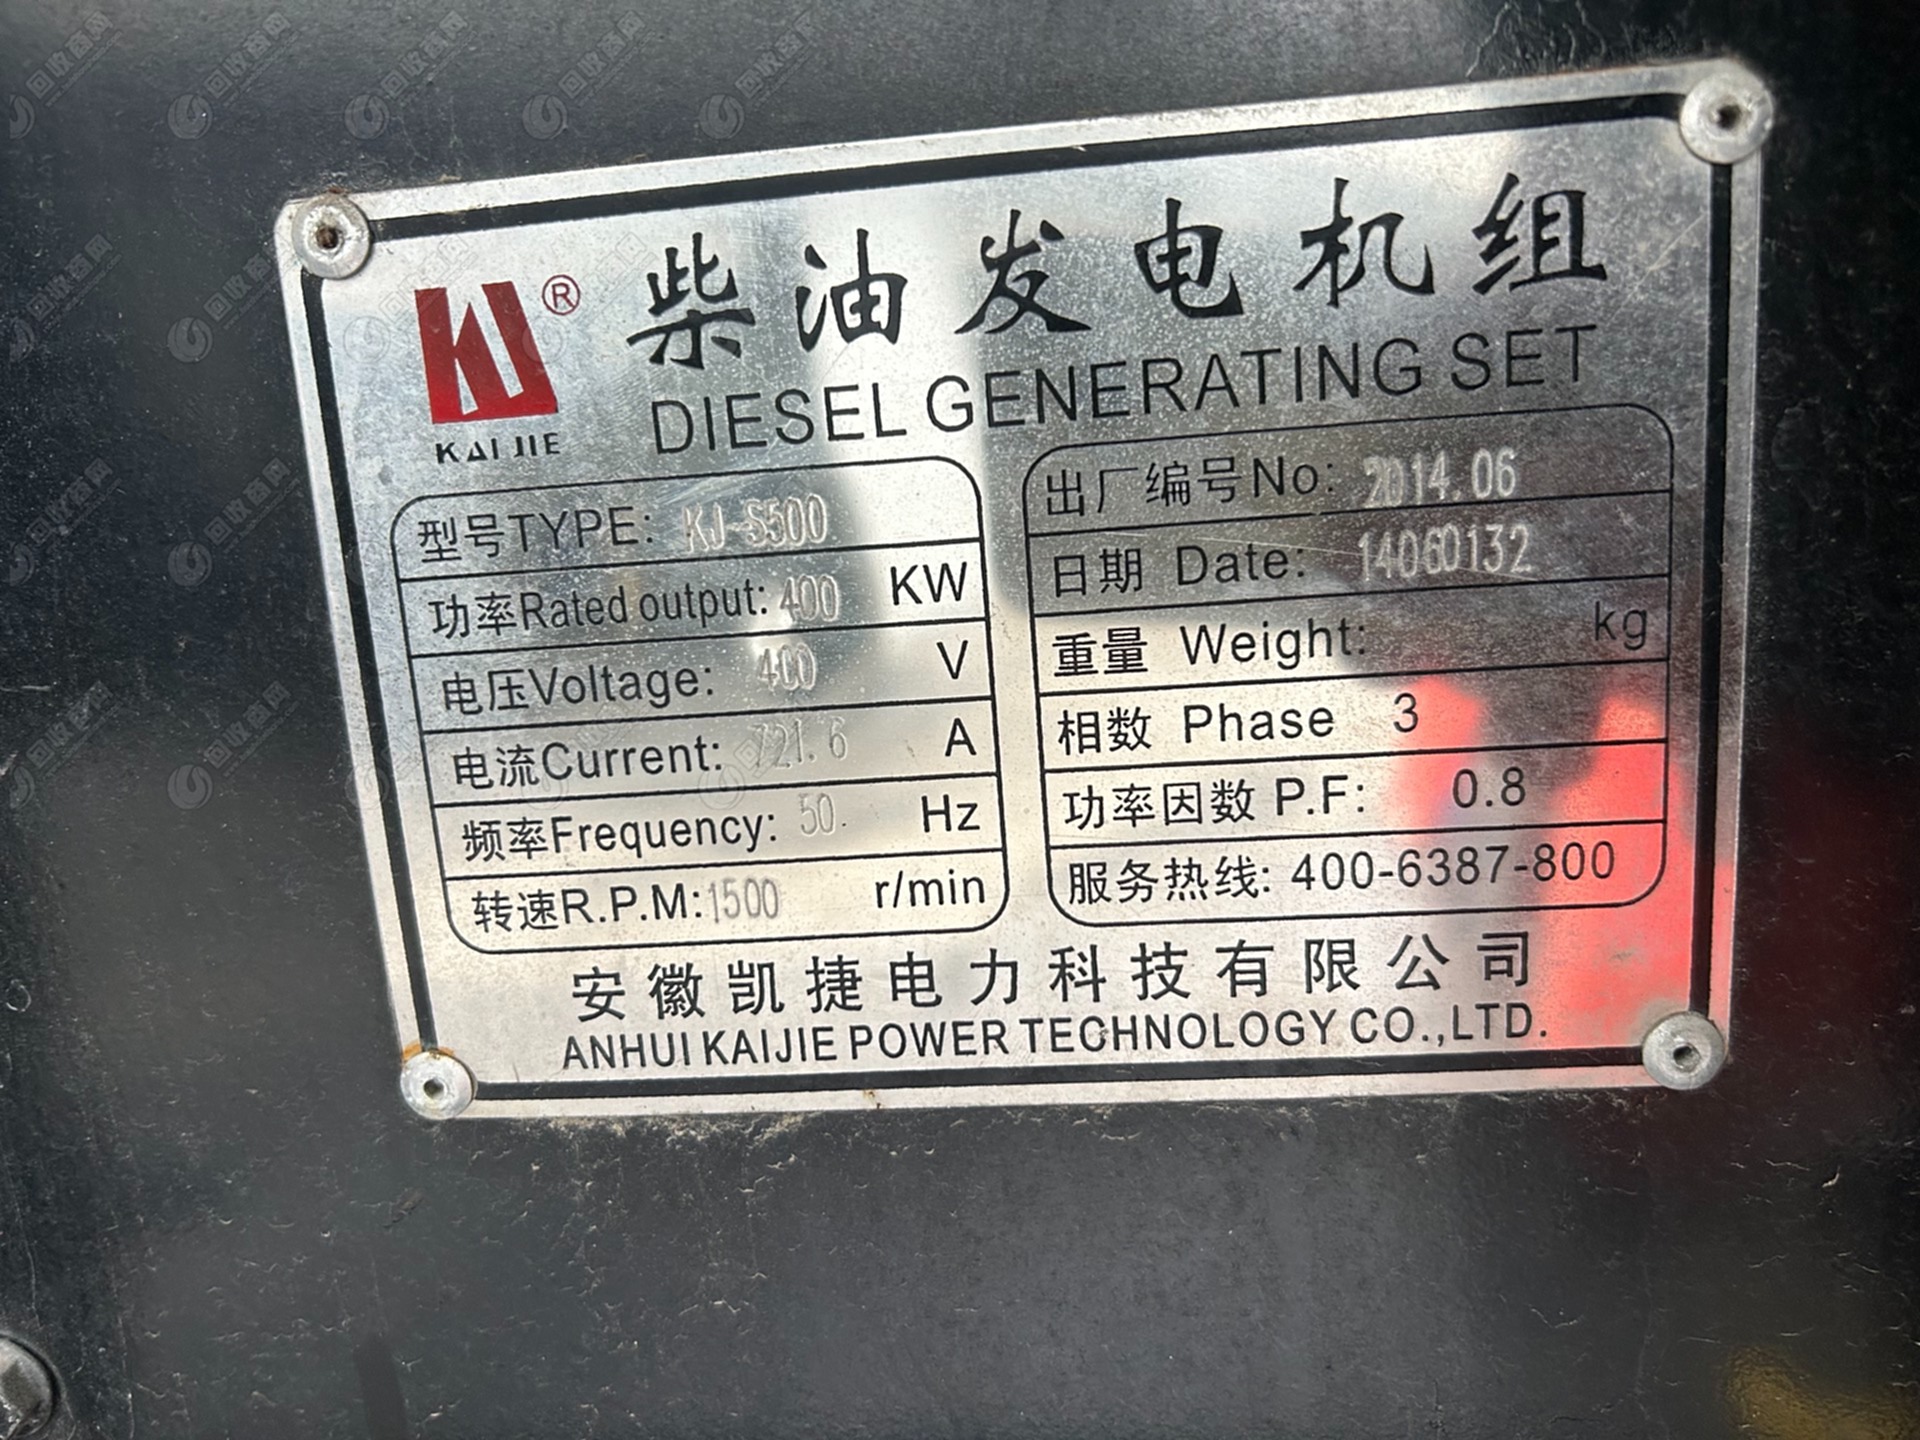 柴油发电机组
KJ®
KAIJIE
DIESEL GENERATING SET
型号TYPE: KJ-S500
功率Rated output: 400 KW
电压Voltage: 400 V
电流Current: 721.6 A
频率Frequency: 50 Hz
转速R.P.M: 1500 r/min
出厂编号No: 2014.06
日期 Date: 14060132
重量 Weight: kg
相数 Phase 3
功率因数 P.F: 0.8
服务热线: 400-6387-800
安徽凯捷电力科技有限公司
ANHUI KAIJIE POWER TECHNOLOGY CO.,LTD.
回收商网